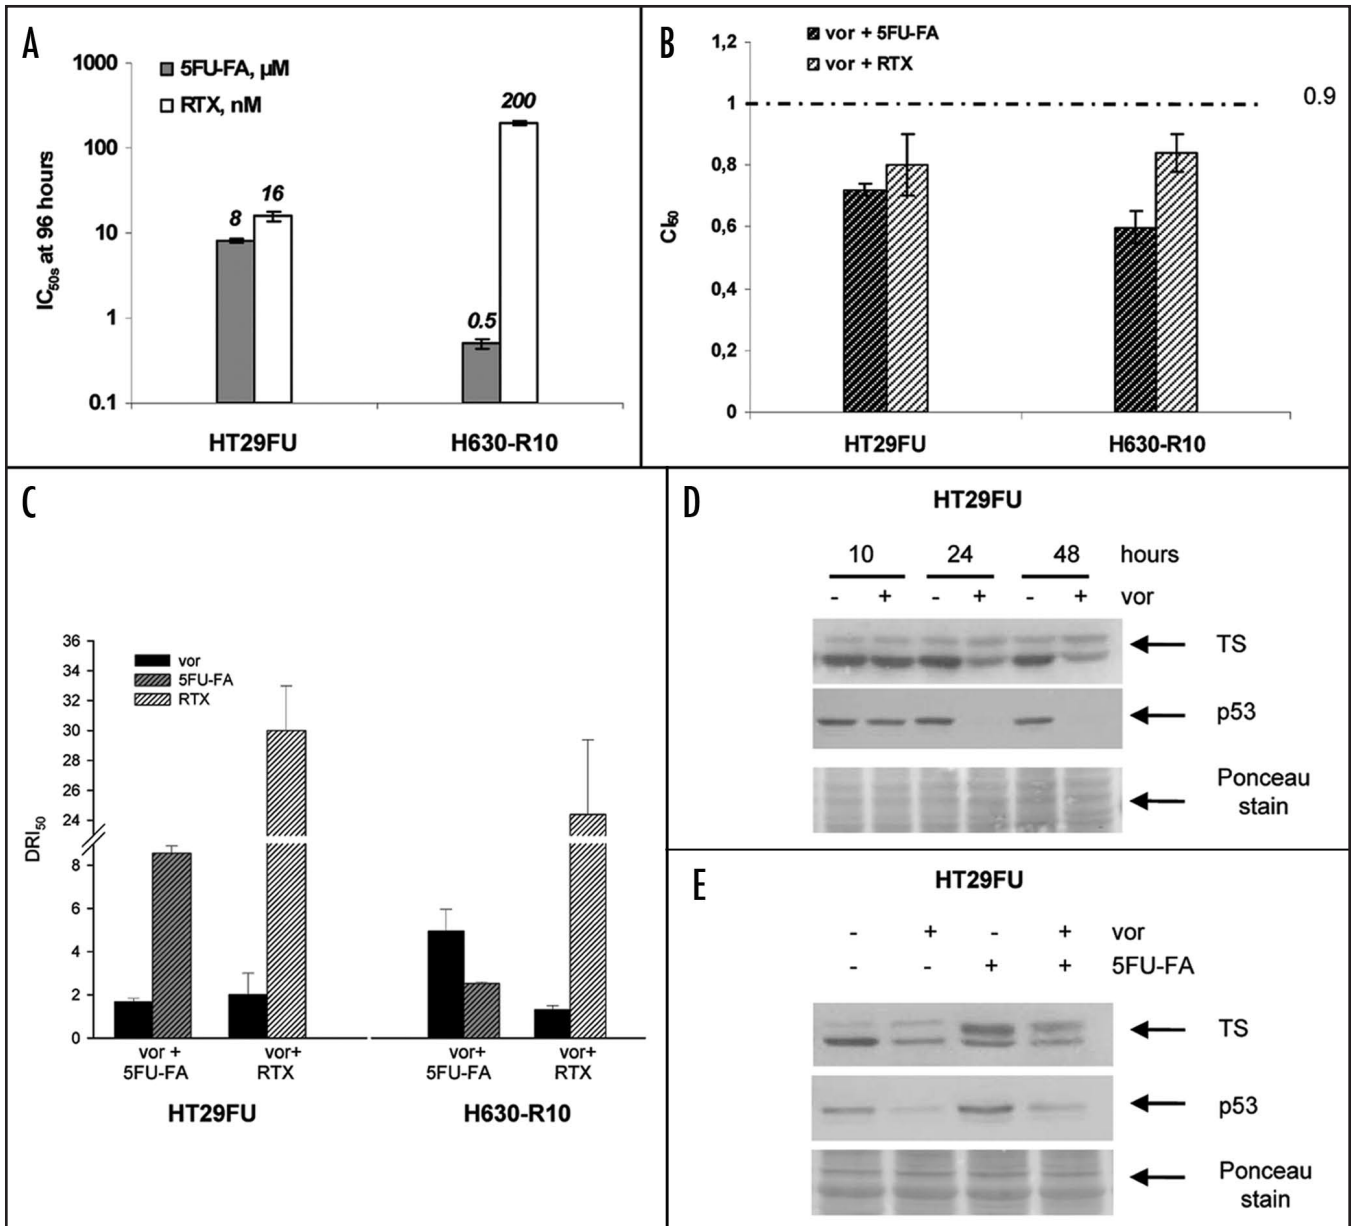 A
5FU-FA, µM
RTX, nM
IC50s at 96 hours
1000
100
10
1
0.1
8
16
0.5
200
HT29FU
H630-R10
B
vor + 5FU-FA
vor + RTX
CI50
1,2
1
0,8
0,6
0,4
0,2
0
0.9
HT29FU
H630-R10
C
vor
5FU-FA
RTX
DRI50
36
34
32
30
28
26
24
8
6
4
2
0
vor +
5FU-FA
vor+
RTX
vor+
5FU-FA
vor+
RTX
HT29FU
H630-R10
D
HT29FU
10 24 48 hours
- + - + - + vor
TS
p53
Ponceau
stain
E
HT29FU
- + - + vor
- - + + 5FU-FA
TS
p53
Ponceau
stain